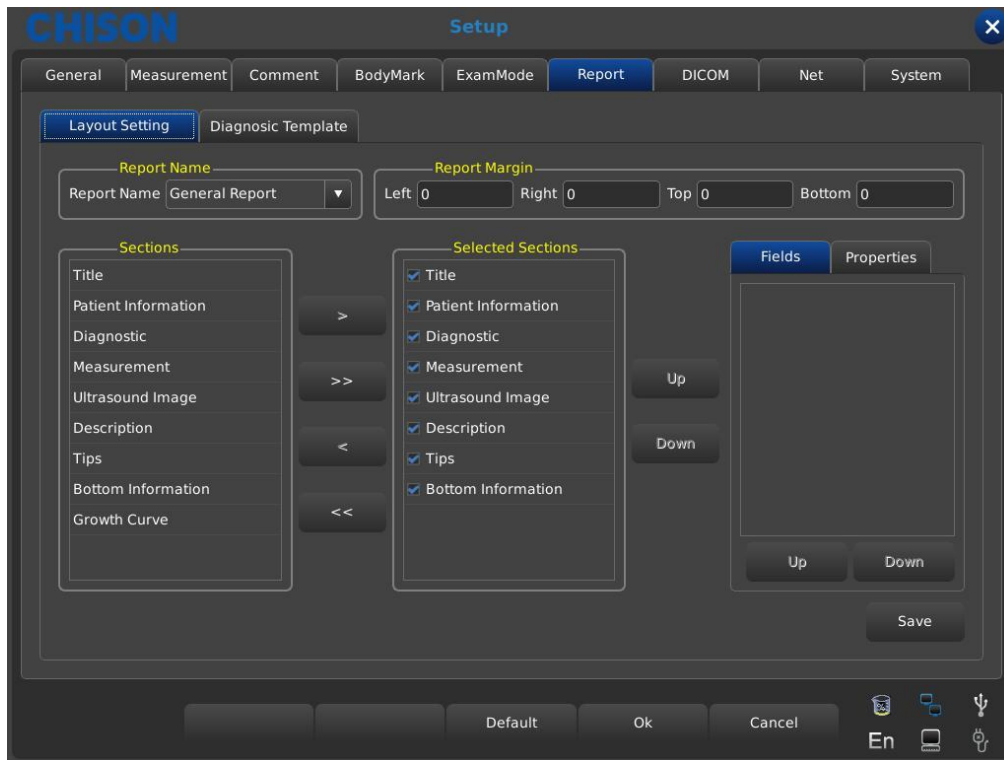 CHISON
Setup
General Measurement Comment BodyMark ExamMode Report DICOM Net System
Layout Setting Diagnosic Template
Report Name
Report Name General Report
Report Margin
Left 0 Right 0 Top 0 Bottom 0
Sections
Title
Patient Information
Diagnostic
Measurement
Ultrasound Image
Description
Tips
Bottom Information
Growth Curve
>
>>
<
<<
Selected Sections
Title
Patient Information
Diagnostic
Measurement
Ultrasound Image
Description
Tips
Bottom Information
Up
Down
Fields Properties
Up Down
Save
Default Ok Cancel
En